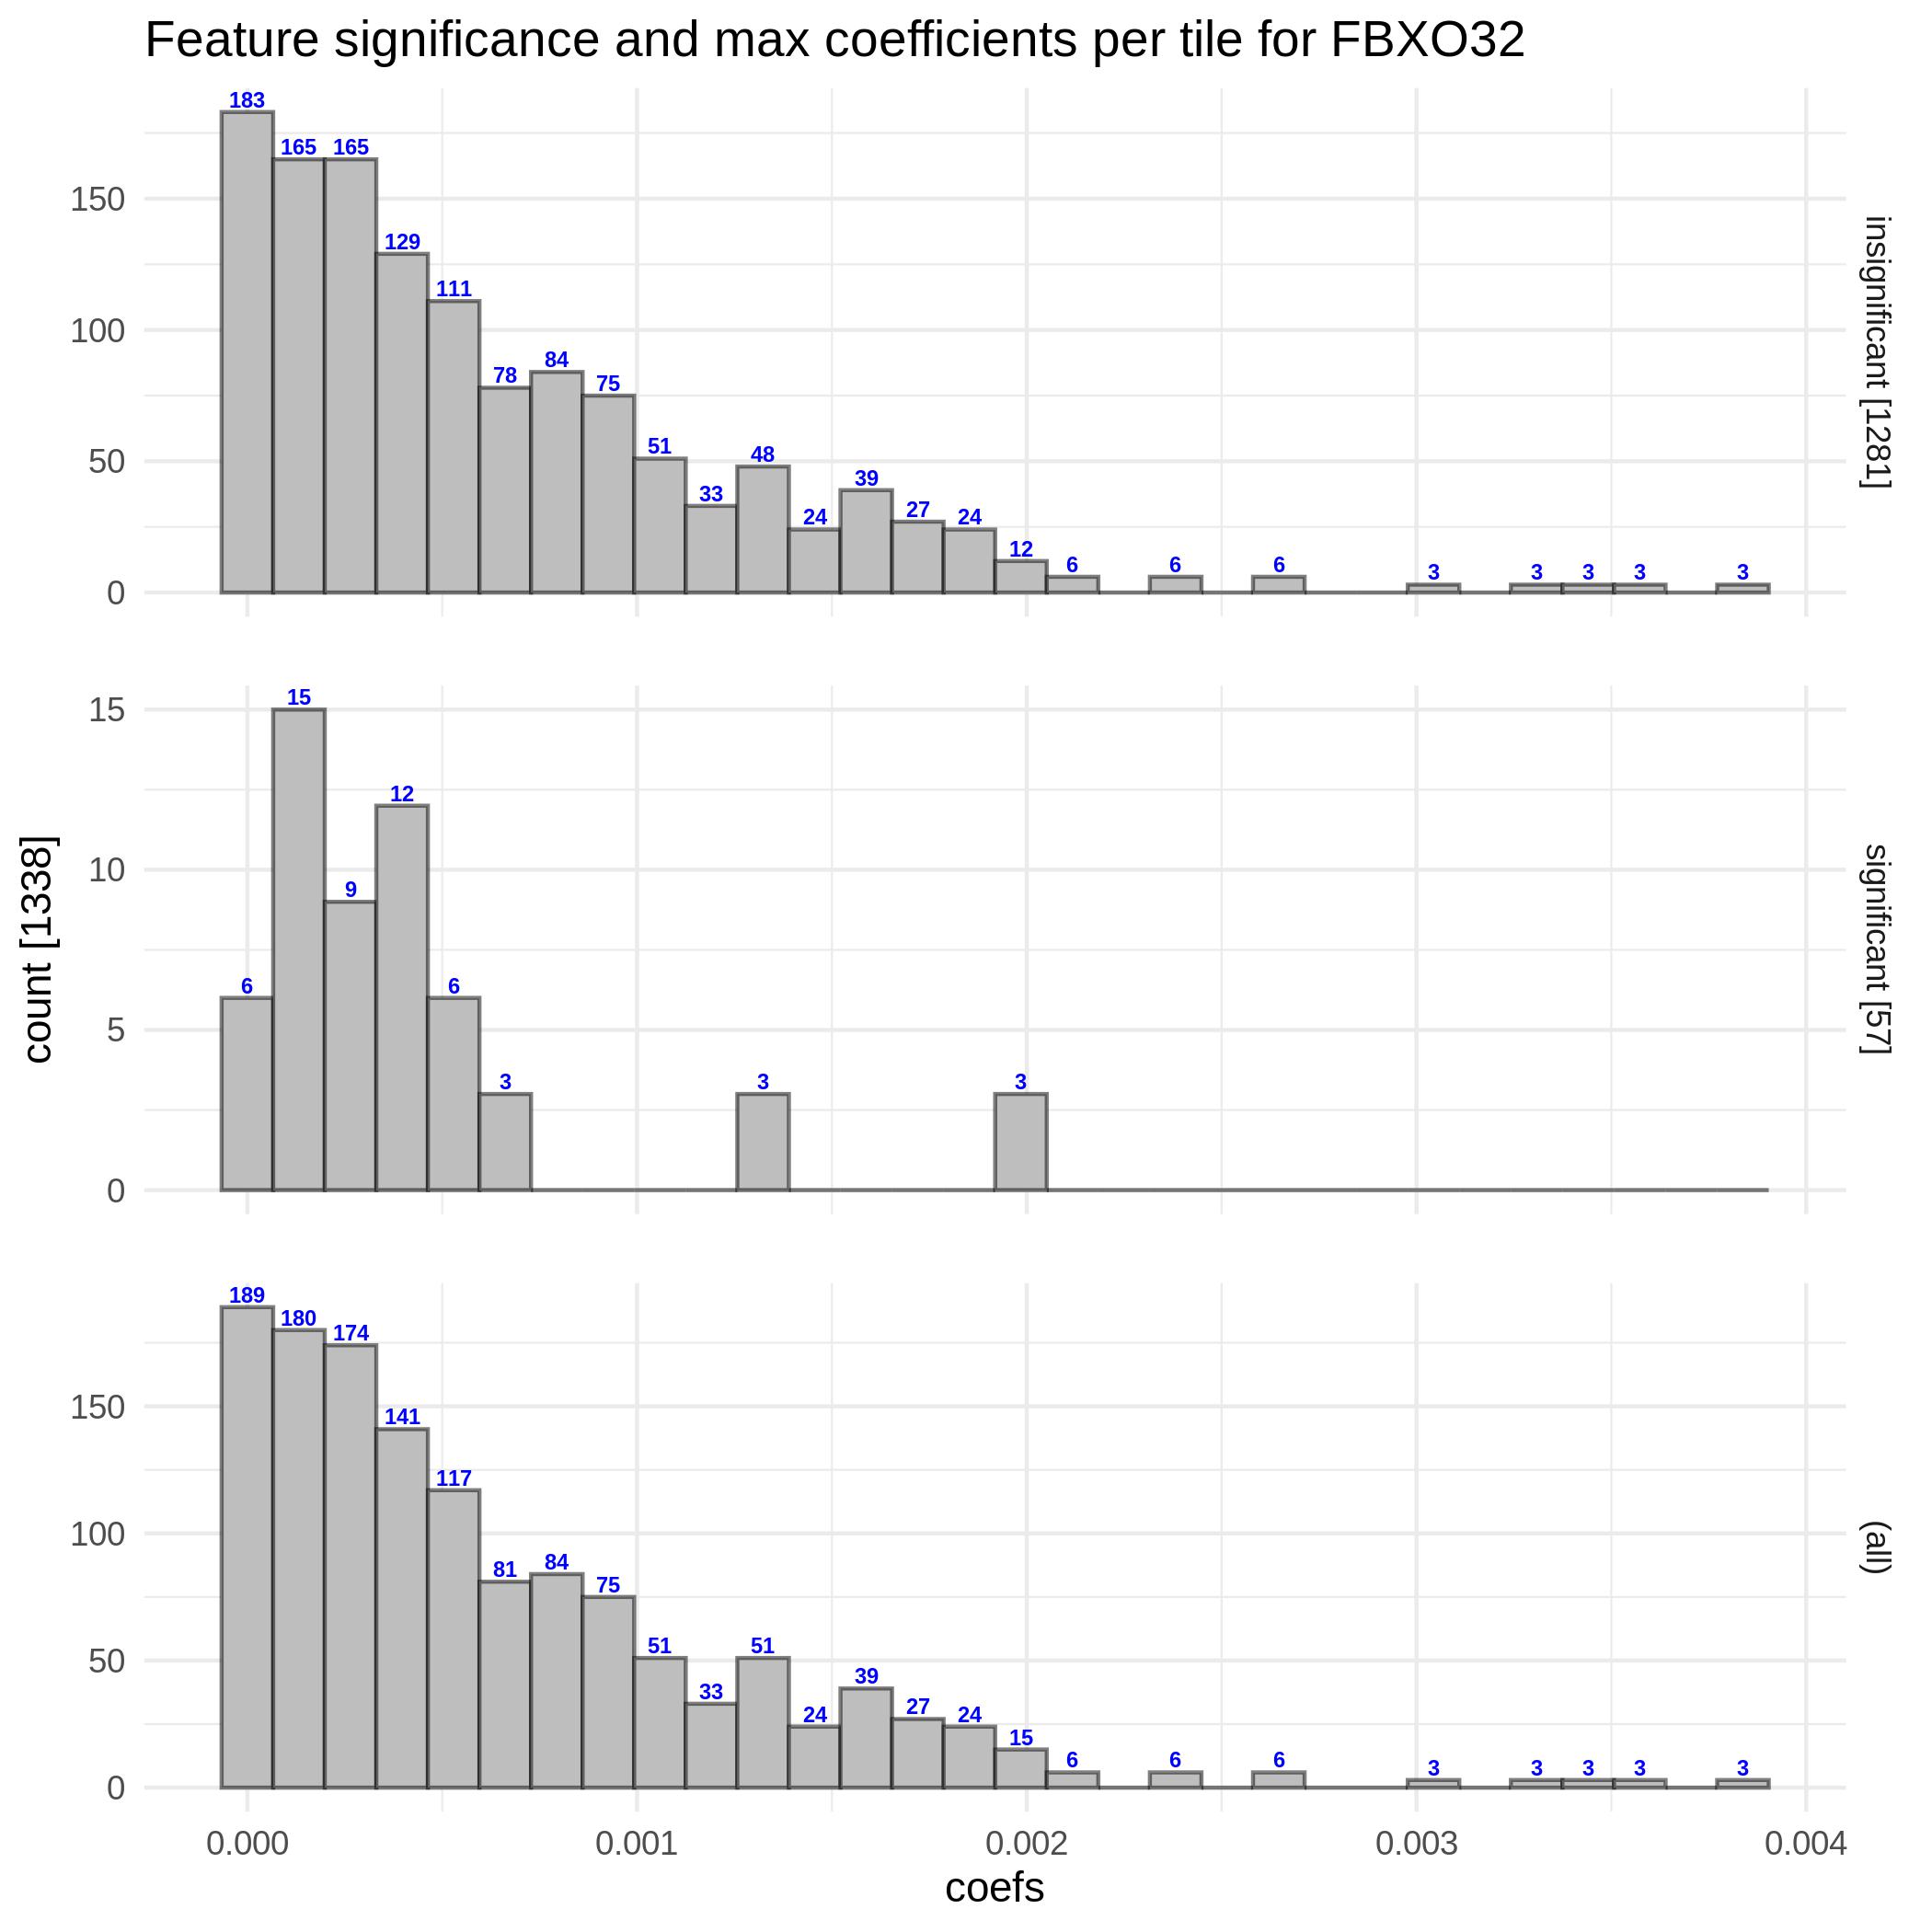 Feature significance and max coefficients per tile for FBXO32
183
165 165
129
111
78 84 75
51
33
48
24
39
27 24
12
6 6 6
3 3 3 3 3
150
100
50
0
insignificant [1281]
15
9
12
6 6
3 3 3
15
10
5
0
significant [57]
count [1338]
189
180
174
141
117
81 84 75
51
33
51
24
39
27 24
15
6 6 6
3 3 3 3 3
150
100
50
0
(all)
0.000 0.001 0.002 0.003 0.004
coefs